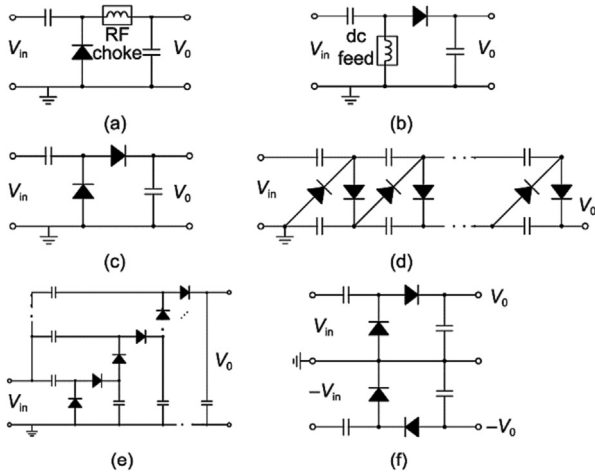 V_in
RF
choke
V_0
(a)
V_in
dc
feed
V_0
(b)
V_in
V_0
(c)
V_in
V_0
(d)
V_in
V_0
(e)
V_in
V_0
-V_in
-V_0
(f)